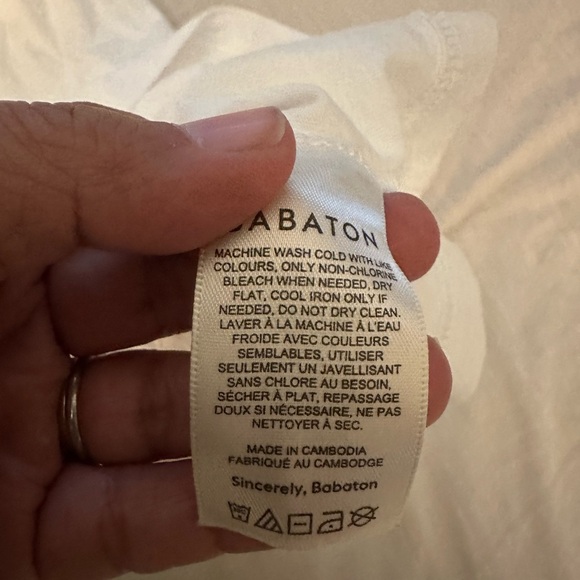 BABATON
MACHINE WASH COLD WITH LIKE
COLOURS, ONLY NON-CHLORINE
BLEACH WHEN NEEDED, DRY
FLAT, COOL IRON ONLY IF
NEEDED, DO NOT DRY CLEAN.
LAVER À LA MACHINE À L'EAU
FROIDE AVEC COULEURS
SEMBLABLES, UTILISER
SEULEMENT UN JAVELLISANT
SANS CHLORE AU BESOIN,
SÉCHER À PLAT, REPASSAGE
DOUX SI NÉCESSAIRE, NE PAS
NETTOYER À SEC.
MADE IN CAMBODIA
FABRIQUÉ AU CAMBODGE
Sincerely, Babaton